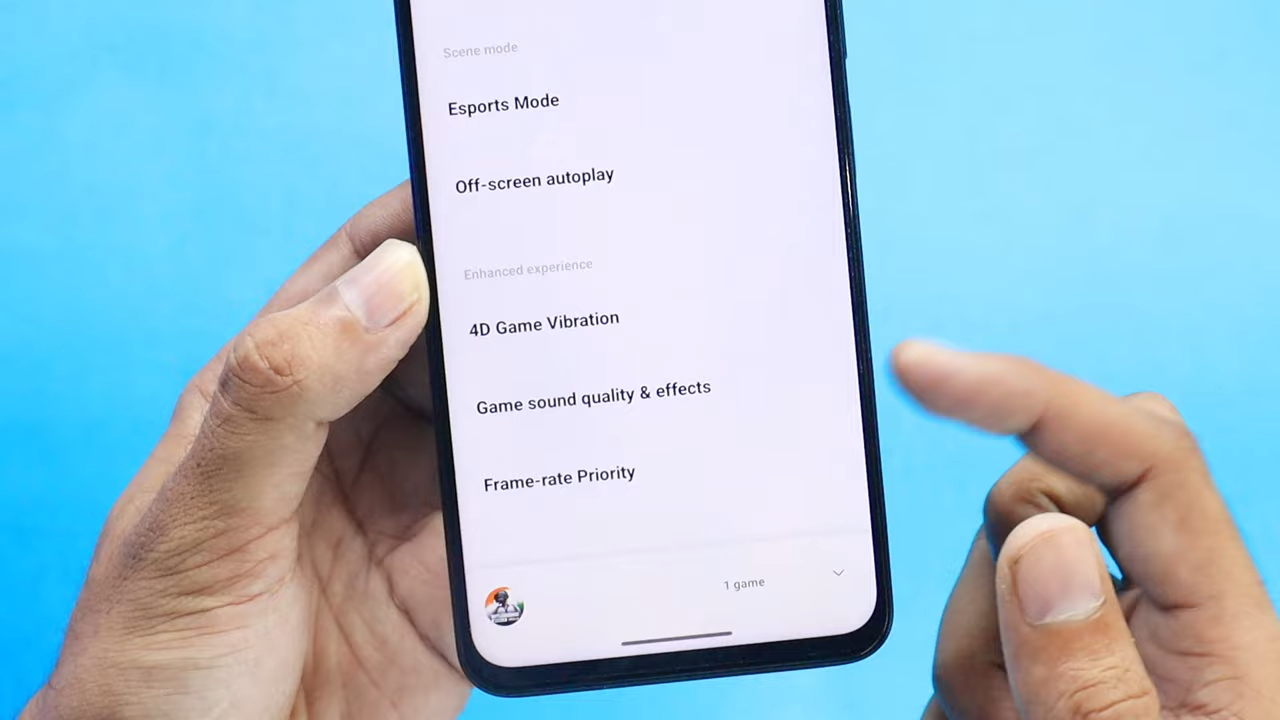 Scene mode
Esports Mode
Off-screen autoplay
Enhanced experience
4D Game Vibration
Game sound quality & effects
Frame-rate Priority
1 game